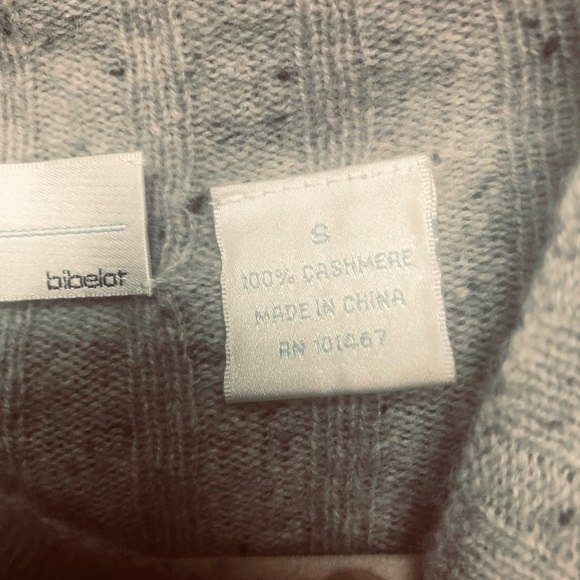 bibelot
S
100% CASHMERE
MADE IN CHINA
RN 101467